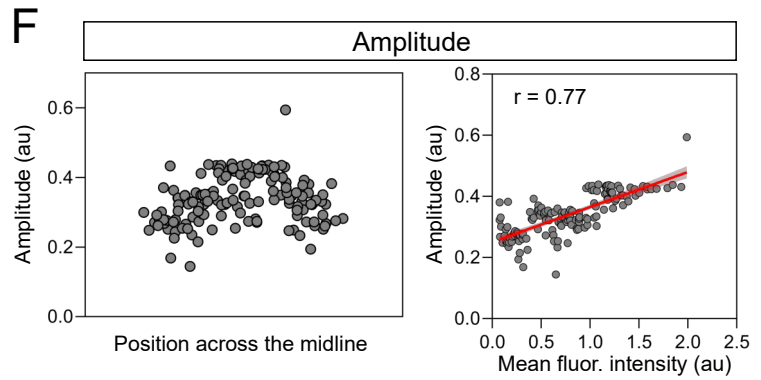 F
Amplitude
Amplitude (au)
0.6
0.4
0.2
0.0
Position across the midline
Amplitude (au)
0.8
0.6
0.4
0.2
0.0
r = 0.77
0.0 0.5 1.0 1.5 2.0 2.5
Mean fluor. intensity (au)